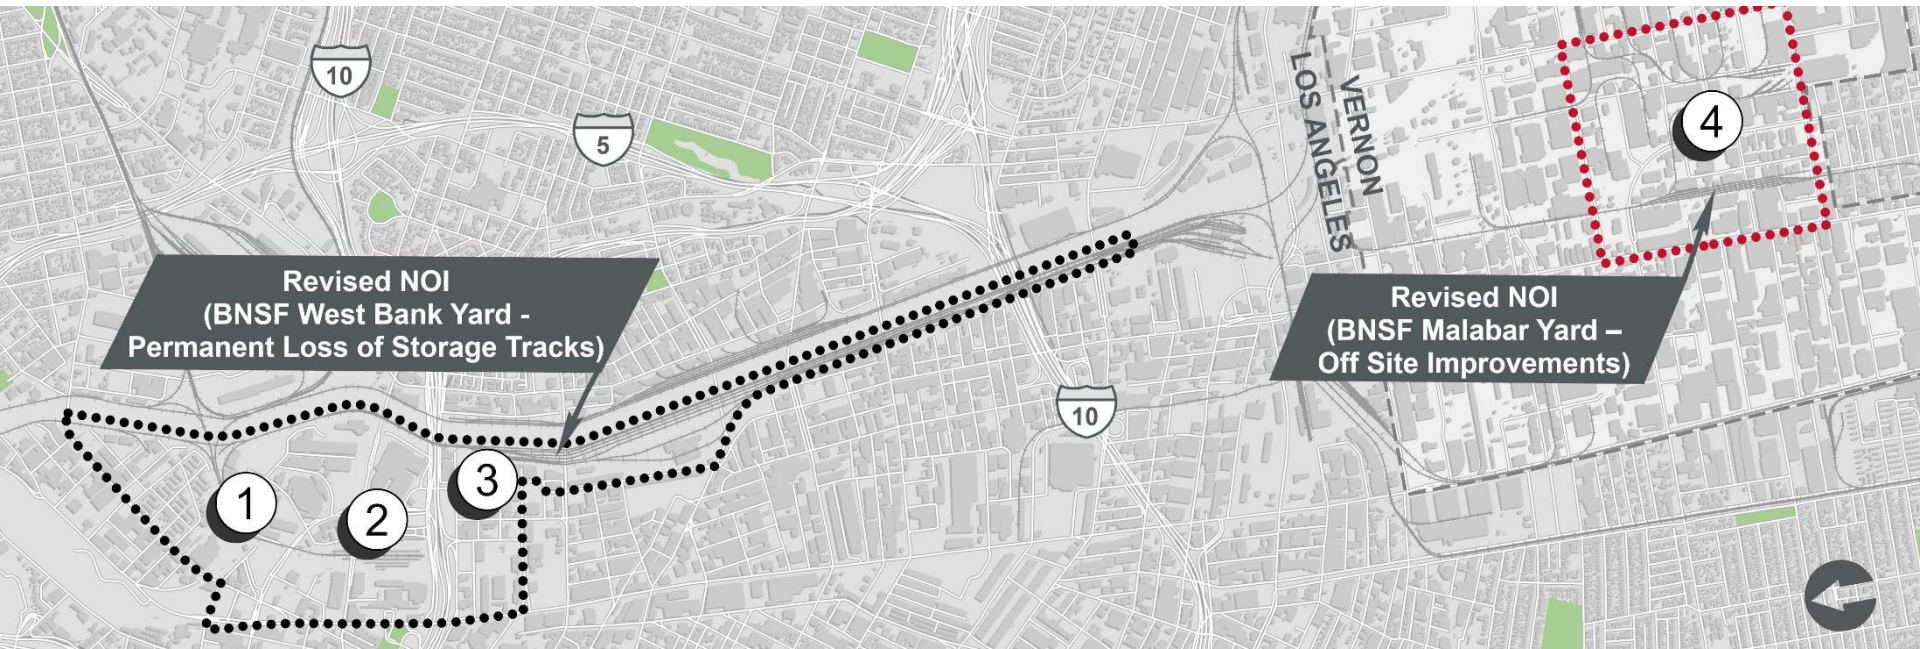 10
5
VERNON
LOS ANGELES
4
Revised NOI
(BNSF West Bank Yard -
Permanent Loss of Storage Tracks)
Revised NOI
(BNSF Malabar Yard –
Off Site Improvements)
10
1
2
3